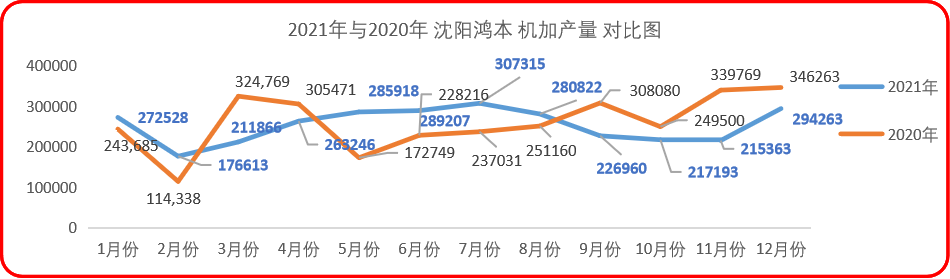 2021年与2020年 沈阳鸿本 机加产量 对比图
400000
300000
200000
100000
0
272528
176613
211866
263246
285918
289207
307315
280822
226960
217193
215363
294263
243,685
114,338
324,769
305471
172749
228216
237031
251160
308080
249500
339769
346263
1月份
2月份
3月份
4月份
5月份
6月份
7月份
8月份
9月份
10月份
11月份
12月份
2021年
2020年